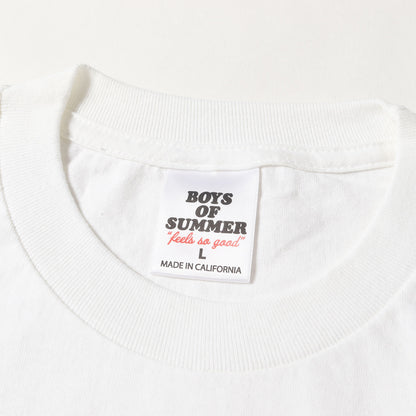 BOYS
OF
SUMMER
"feels so good"
L
MADE IN CALIFORNIA